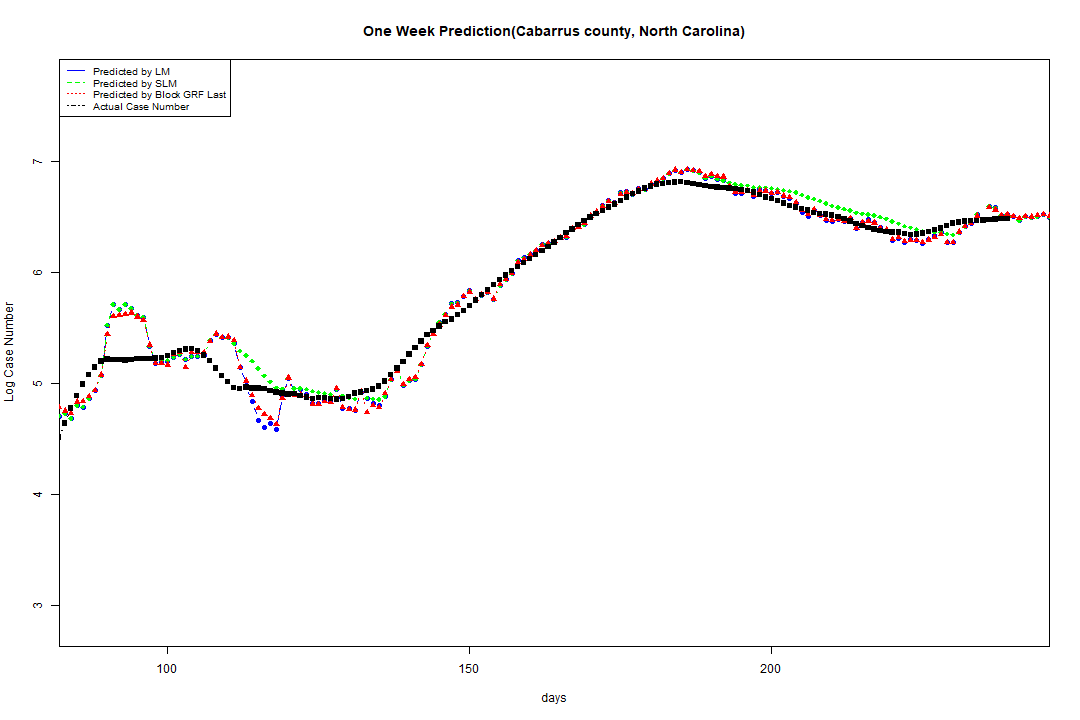 One Week Prediction(Cabarrus county, North Carolina)
Predicted by LM
Predicted by SLM
Predicted by Block GRF Last
Actual Case Number
Log Case Number
7
6
5
4
3
100 150 200
days